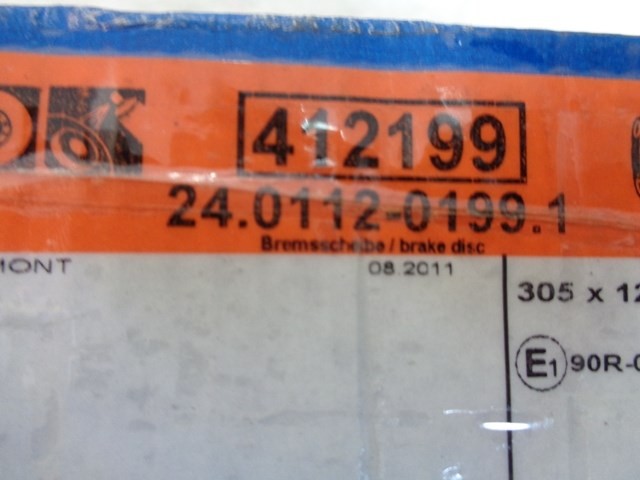 412199
24.0112-0199.1
Bremsscheibe / brake disc
MONT
08.2011
305 x 12
E1 90R-0